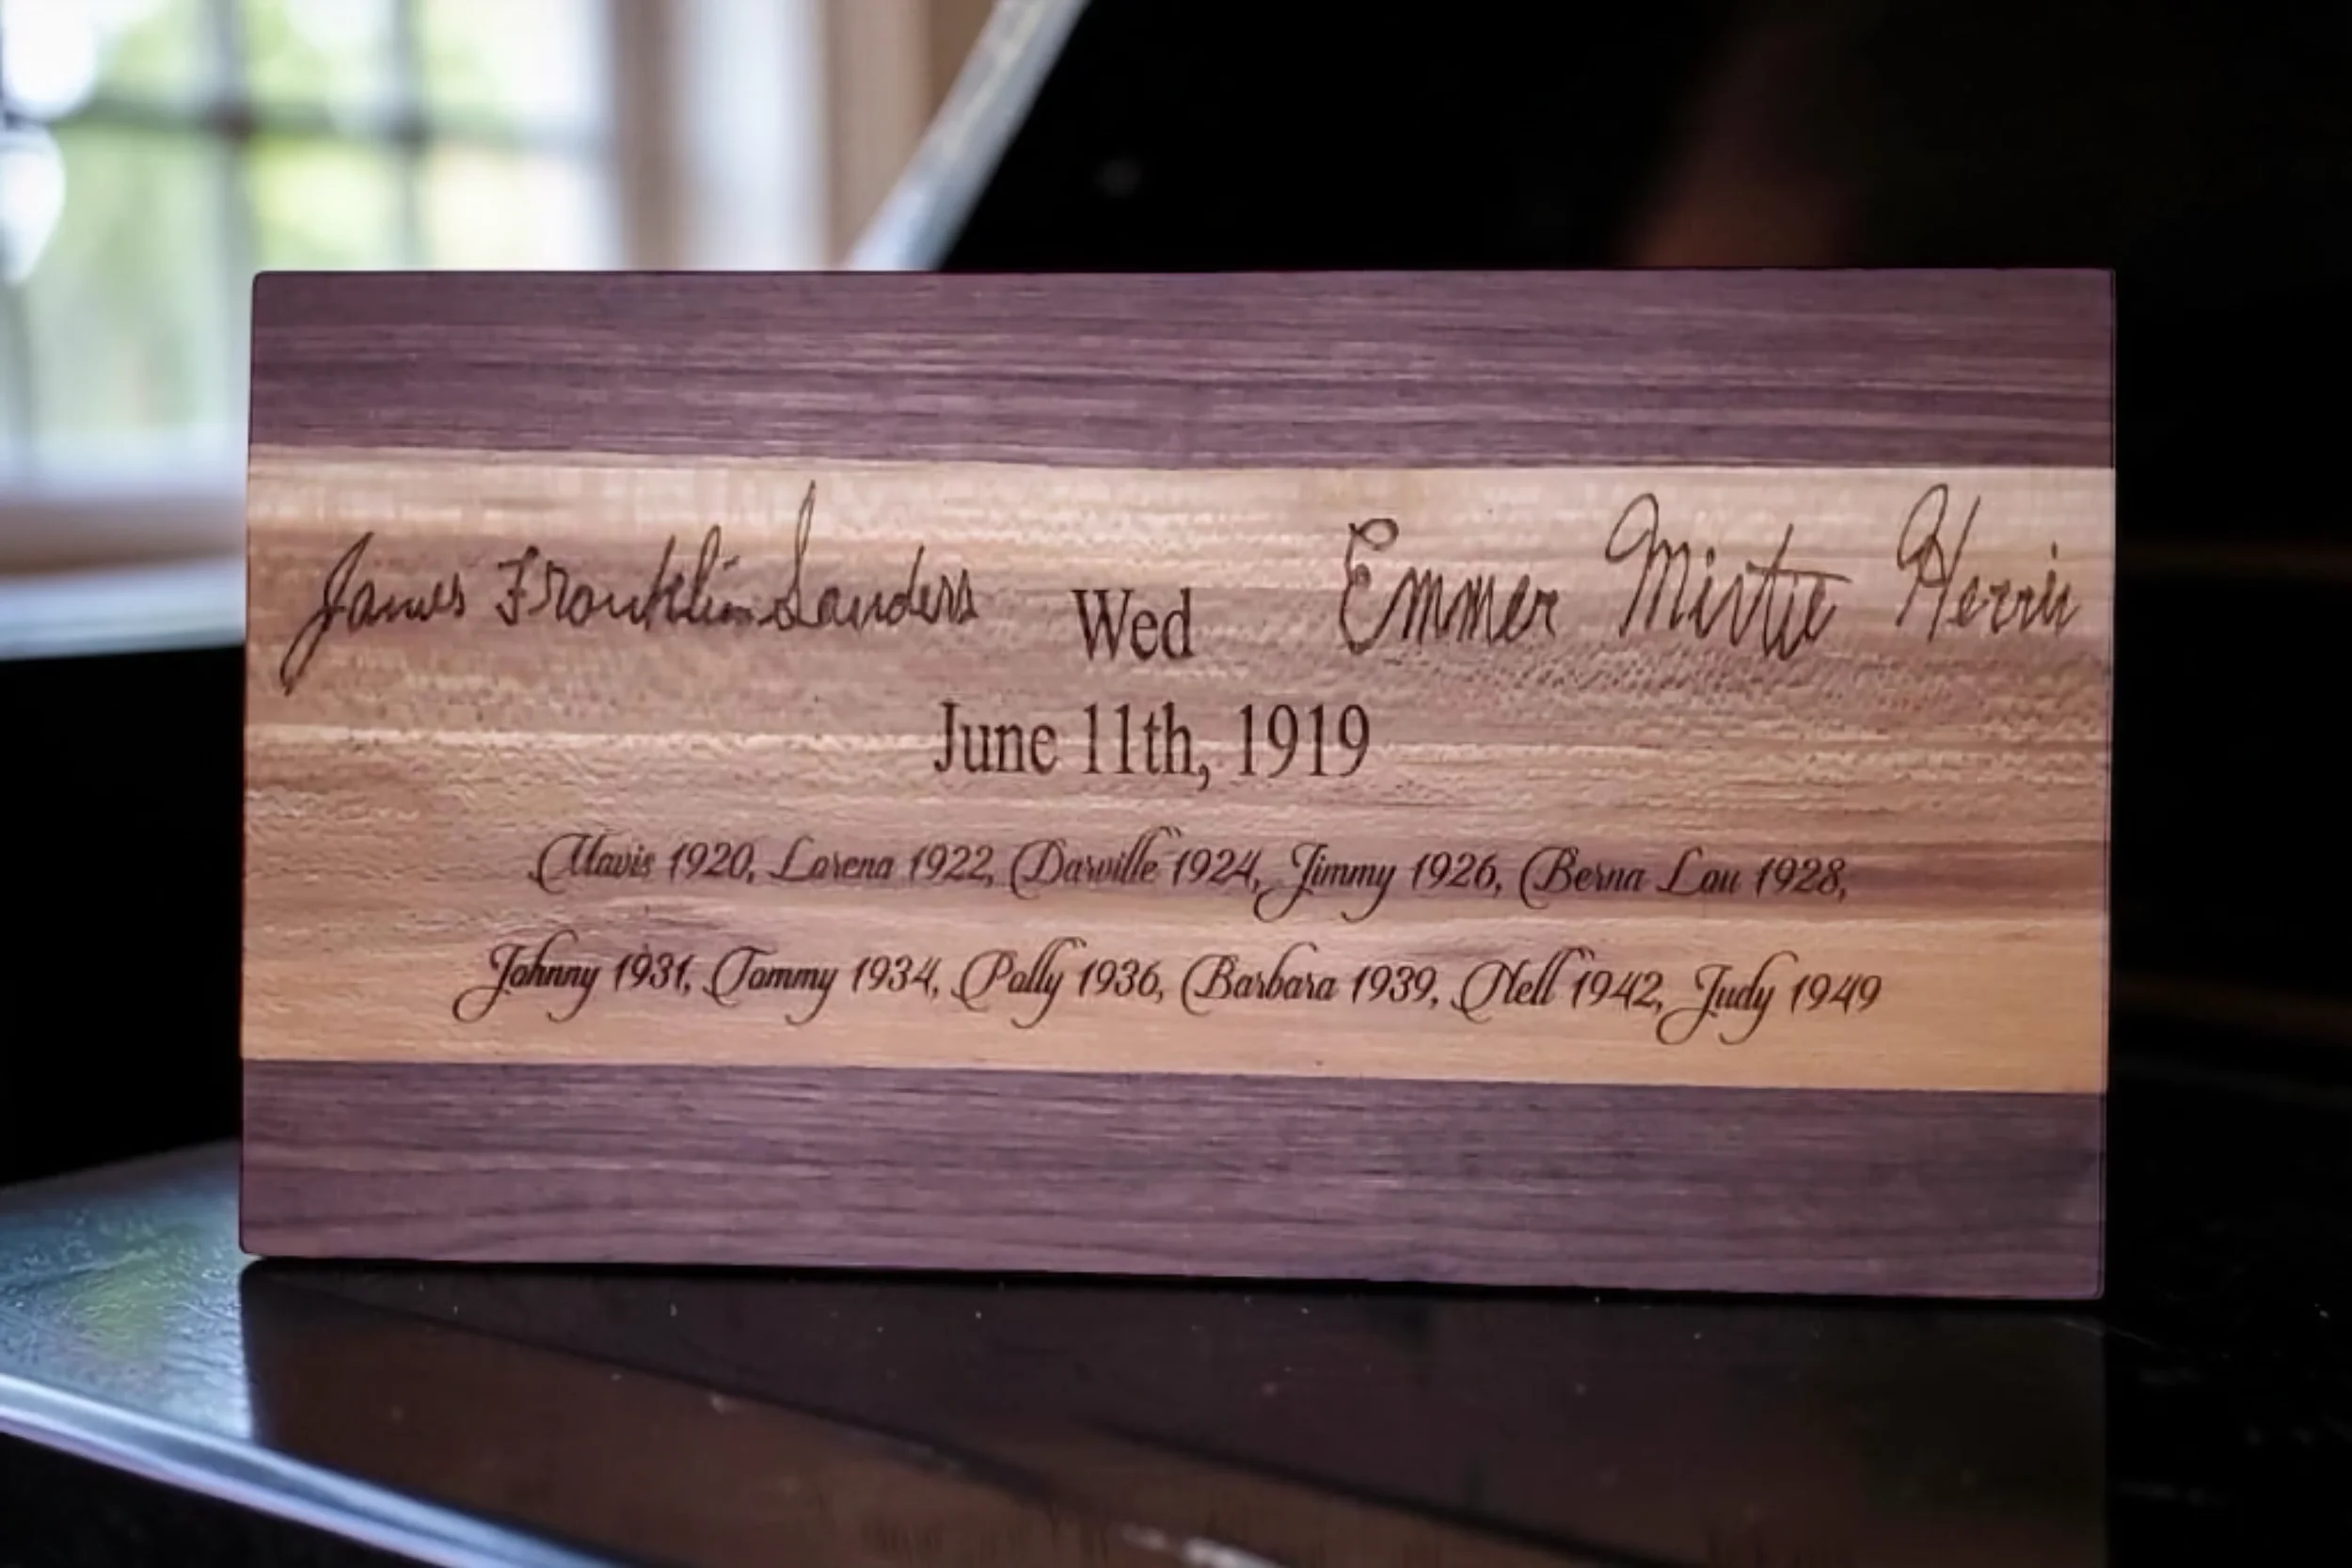 James Franklin Sanders Wed Emmer Mirtie Herrin
June 11th, 1919
Mavis 1920, Lorena 1922, Darville 1924, Jimmy 1926, Berna Lou 1928,
Johnny 1931, Tommy 1934, Polly 1936, Barbara 1939, Nell 1942, Judy 1949